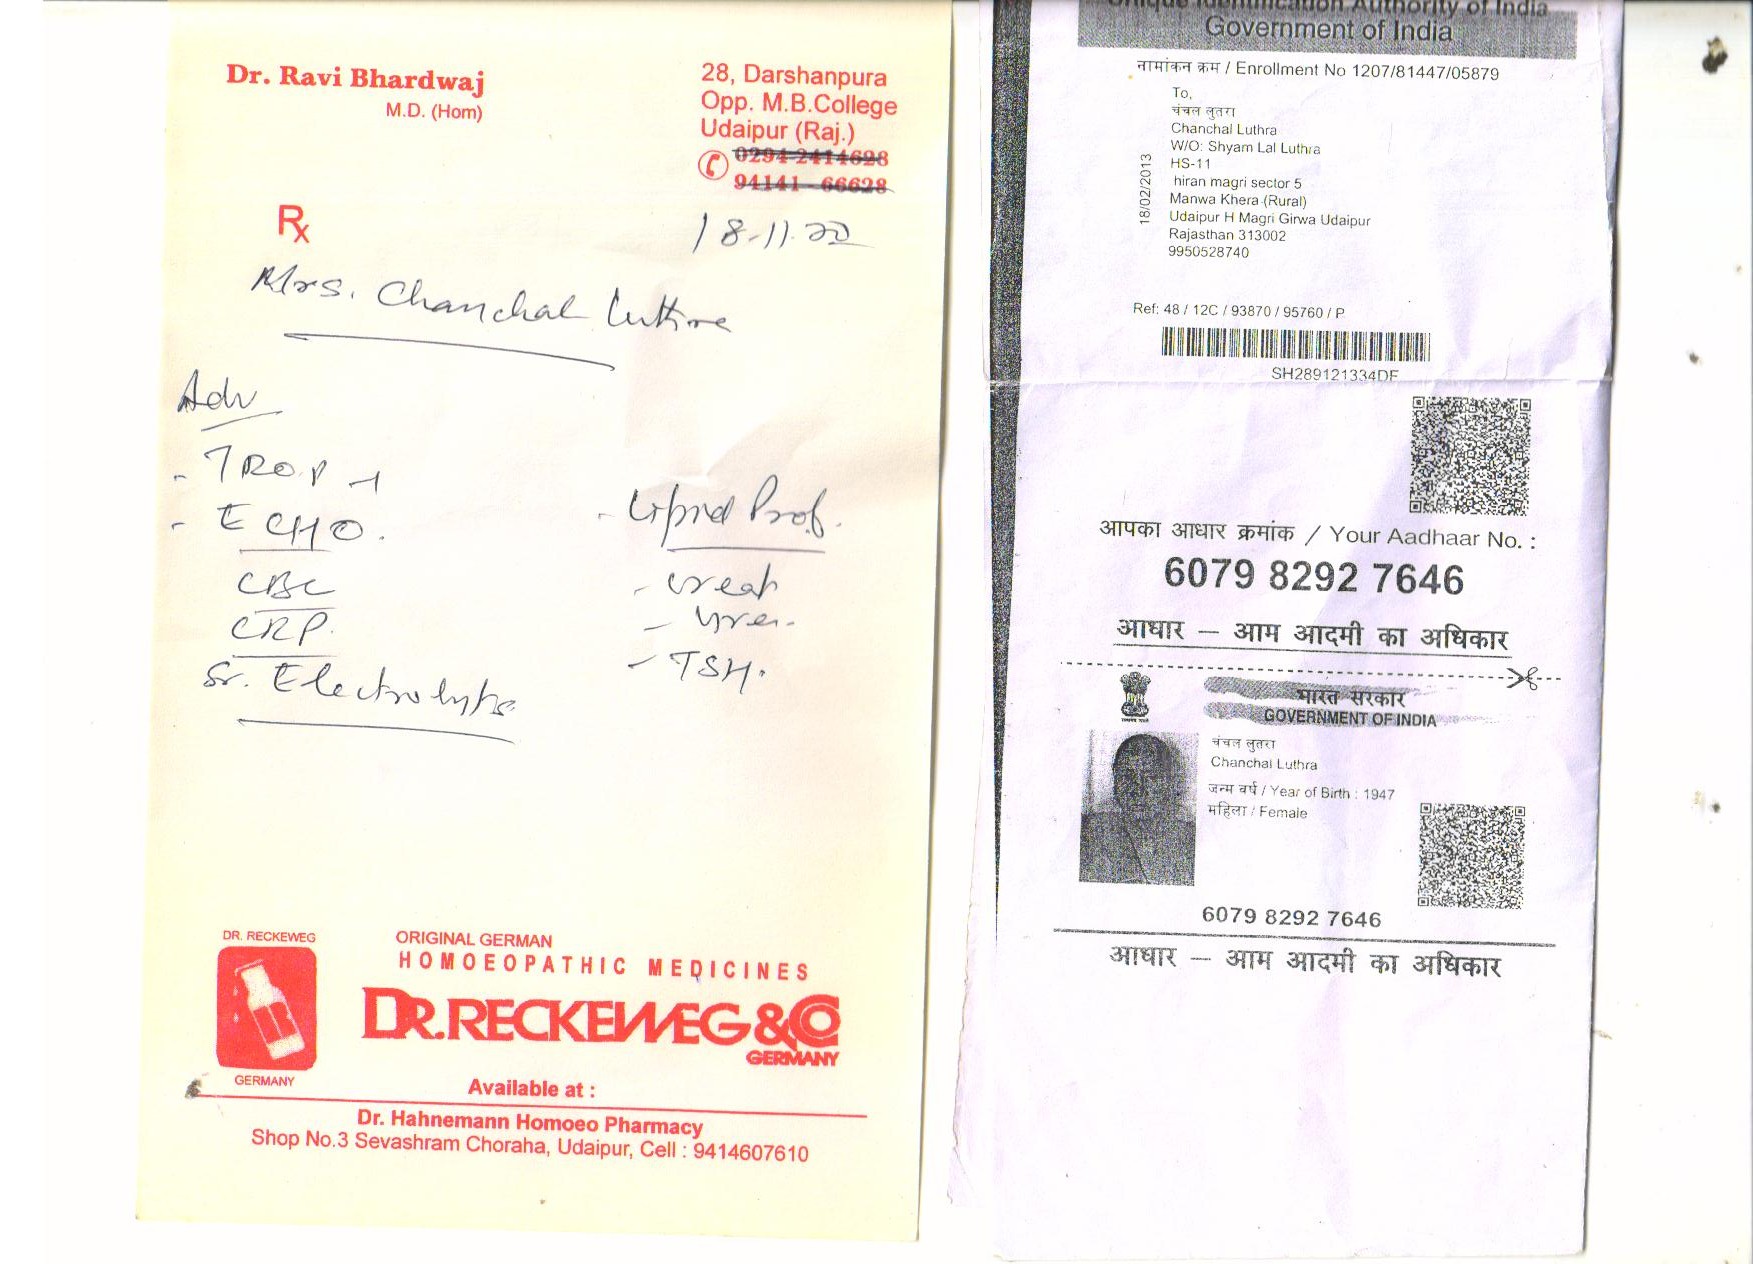 Dr. Ravi Bhardwaj
M.D. (Hom)
28, Darshanpura
Opp. M.B.College
Udaipur (Raj.)
0294-2414628
94141 - 66628
Rx
18-11-22
Mrs. Chanchal Luthra
Adv
- TROP -I
- ECHO.
CBC
CRP.
Sr. Electrolyte
- Lipid Prof.
- Creat
- Urea.
- TSH.
DR. RECKEWEG
GERMANY
ORIGINAL GERMAN
HOMOEOPATHIC MEDICINES
DR.RECKEWEG & CO
GERMANY
Available at :
Dr. Hahnemann Homoeo Pharmacy
Shop No.3 Sevashram Choraha, Udaipur, Cell : 9414607610
Unique Identification Authority of India
Government of India
नामांकन क्रम / Enrollment No 1207/81447/05879
To,
चंचल लुतरा
Chanchal Luthra
W/O: Shyam Lal Luthra
HS-11
hiran magri sector 5
Manwa Khera (Rural)
Udaipur H Magri Girwa Udaipur
Rajasthan 313002
9950528740
18/02/2013
Ref: 48 / 12C / 93870 / 95760 / P
SH289121334DF
आपका आधार क्रमांक / Your Aadhaar No. :
6079 8292 7646
आधार — आम आदमी का अधिकार
भारत सरकार
GOVERNMENT OF INDIA
चंचल लुतरा
Chanchal Luthra
जन्म वर्ष / Year of Birth : 1947
महिला / Female
6079 8292 7646
आधार — आम आदमी का अधिकार